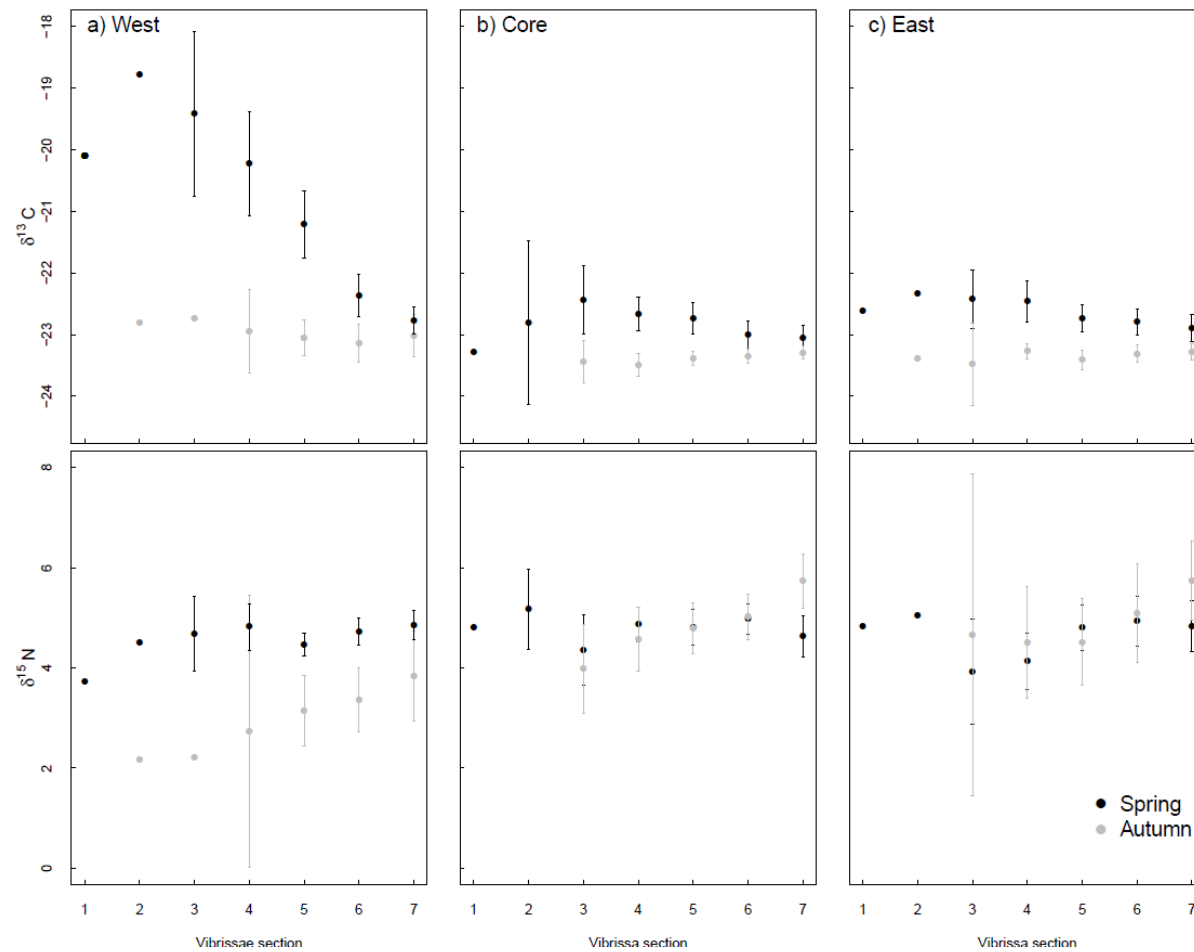 a) West
b) Core
c) East
δ¹³C
−18
−19
−20
−21
−22
−23
−24
δ¹⁵N
8
6
4
2
0
Spring
Autumn
1 2 3 4 5 6 7
1 2 3 4 5 6 7
1 2 3 4 5 6 7
Vibrissae section
Vibrissa section
Vibrissa section